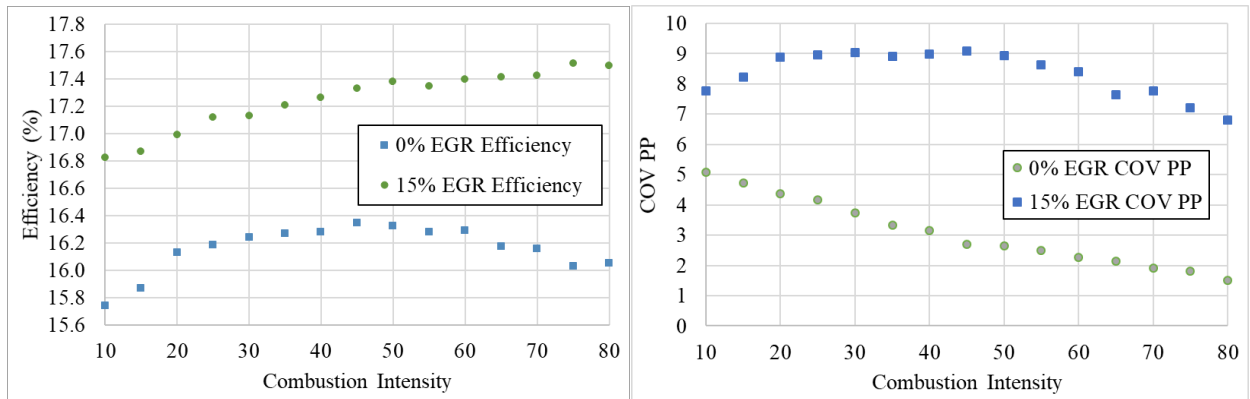 17.8
17.6
17.4
17.2
17.0
16.8
16.6
16.4
16.2
16.0
15.8
15.6
Efficiency (%)
0% EGR Efficiency
15% EGR Efficiency
10 20 30 40 50 60 70 80
Combustion Intensity
10
9
8
7
6
5
4
3
2
1
0
COV PP
0% EGR COV PP
15% EGR COV PP
10 20 30 40 50 60 70 80
Combustion Intensity